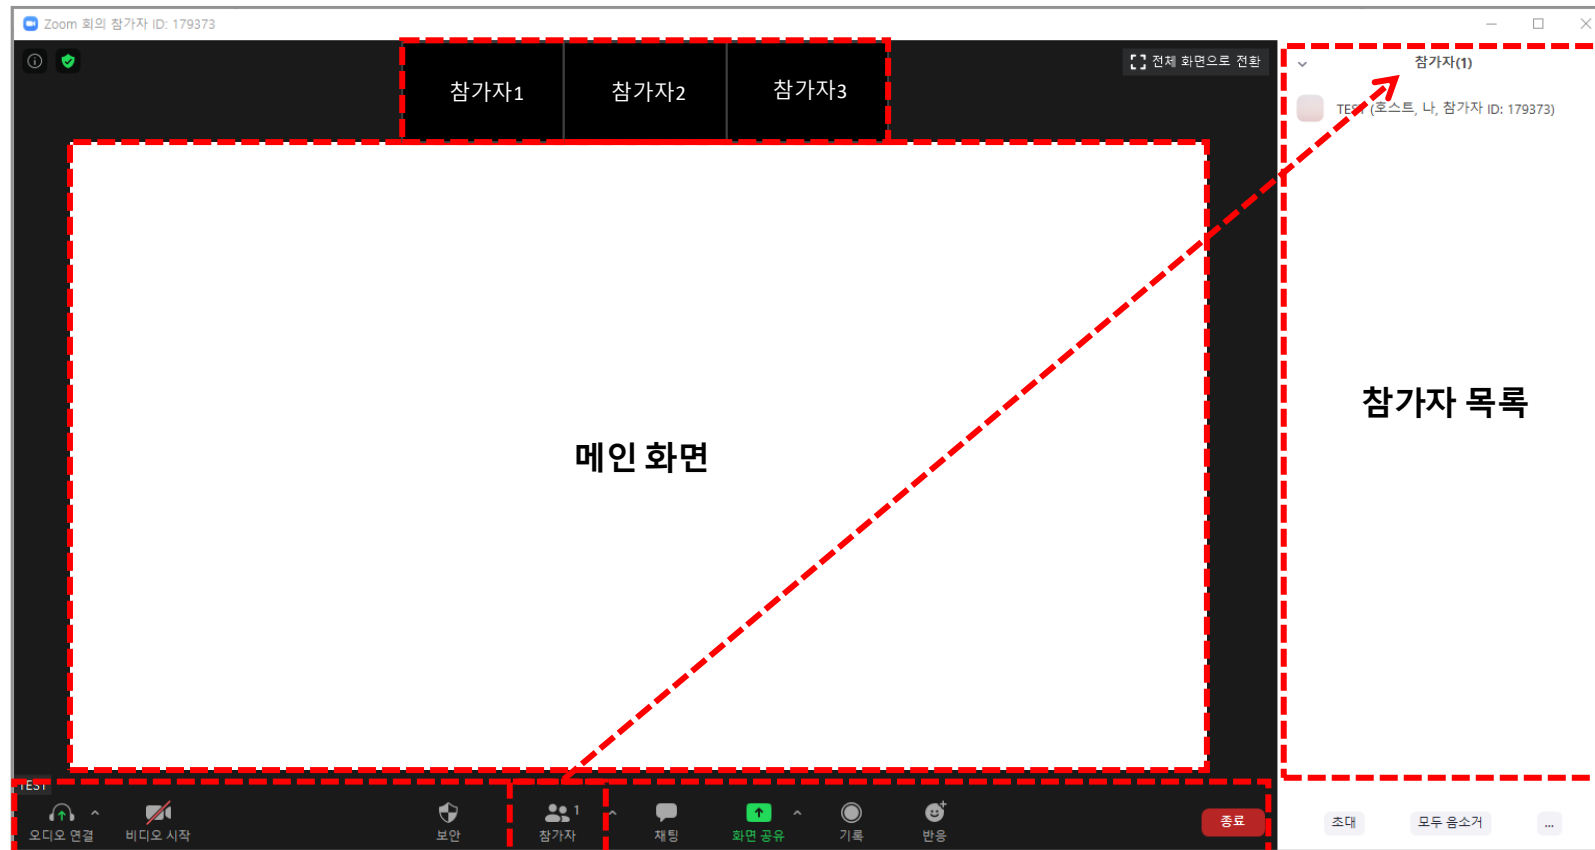 Zoom 회의 참가자 ID: 179373
전체 화면으로 전환
참가자1
참가자2
참가자3
참가자(1)
TEST (호스트, 나, 참가자 ID: 179373)
메인 화면
참가자 목록
TEST
오디오 연결
비디오 시작
보안
1
참가자
채팅
화면 공유
기록
반응
종료
초대
모두 음소거
...